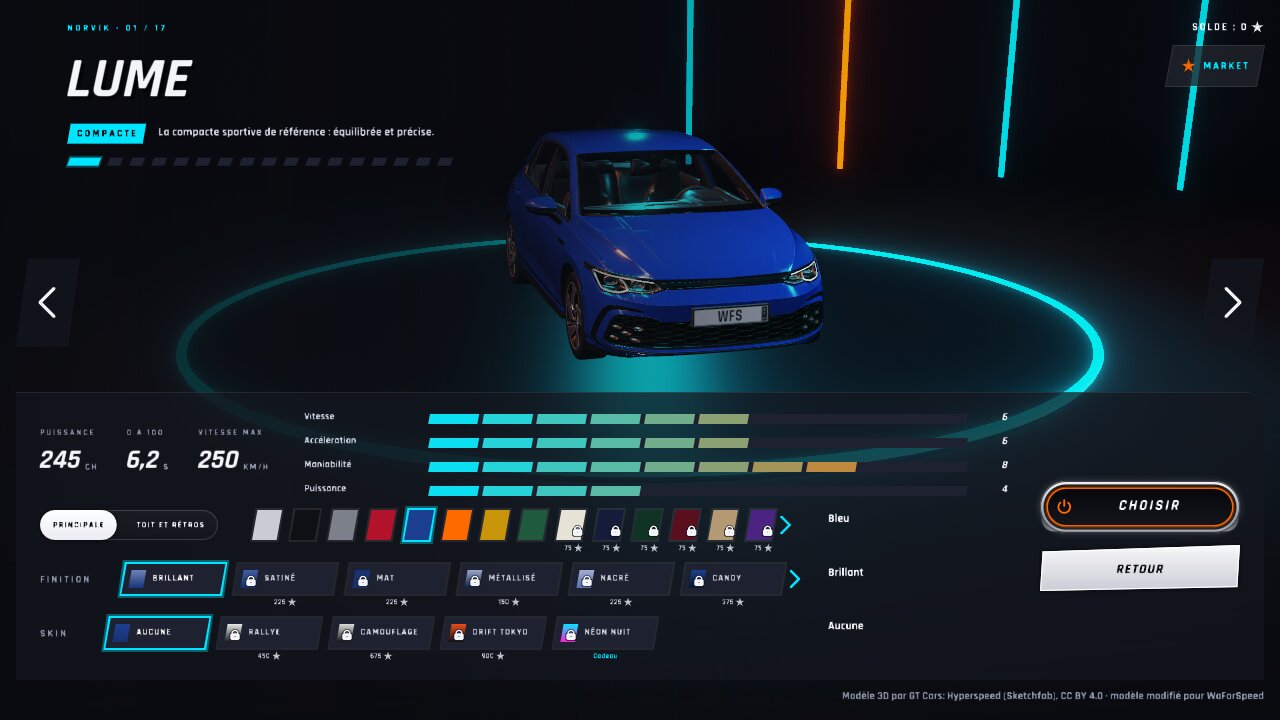 NORVIK · 01 / 17
SOLDE : 0 ★
LUME
★ MARKET
COMPACTE
La compacte sportive de référence : équilibrée et précise.
WFS
PUISSANCE
0 À 100
VITESSE MAX
245 CH
6,2 S
250 KM/H
Vitesse
6
Accélération
6
Maniabilité
8
Puissance
4
PRINCIPALE
TOIT ET RÉTROS
75 ★
75 ★
75 ★
75 ★
75 ★
75 ★
Bleu
CHOISIR
FINITION
BRILLANT
SATINÉ
MAT
MÉTALLISÉ
NACRÉ
CANDY
225 ★
225 ★
150 ★
225 ★
375 ★
Brillant
RETOUR
SKIN
AUCUNE
RALLYE
CAMOUFLAGE
DRIFT TOKYO
NÉON NUIT
450 ★
675 ★
900 ★
Cadeau
Aucune
Modèle 3D par GT Cars: Hyperspeed (Sketchfab), CC BY 4.0 · modèle modifié pour WaForSpeed